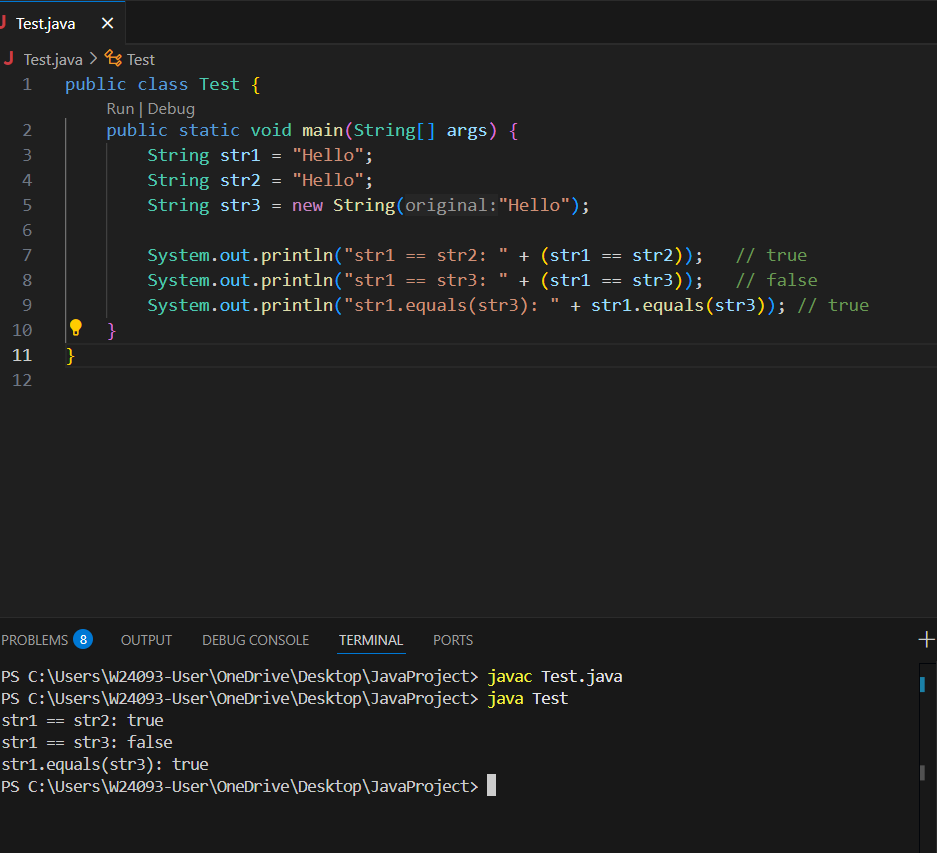 J Test.java ×
J Test.java > Test
1 public class Test {
Run | Debug
2 public static void main(String[] args) {
3 String str1 = "Hello";
4 String str2 = "Hello";
5 String str3 = new String(original:"Hello");
6
7 System.out.println("str1 == str2: " + (str1 == str2)); // true
8 System.out.println("str1 == str3: " + (str1 == str3)); // false
9 System.out.println("str1.equals(str3): " + str1.equals(str3)); // true
10 }
11 }
12
PROBLEMS 8 OUTPUT DEBUG CONSOLE TERMINAL PORTS +
PS C:\Users\W24093-User\OneDrive\Desktop\JavaProject> javac Test.java
PS C:\Users\W24093-User\OneDrive\Desktop\JavaProject> java Test
str1 == str2: true
str1 == str3: false
str1.equals(str3): true
PS C:\Users\W24093-User\OneDrive\Desktop\JavaProject>